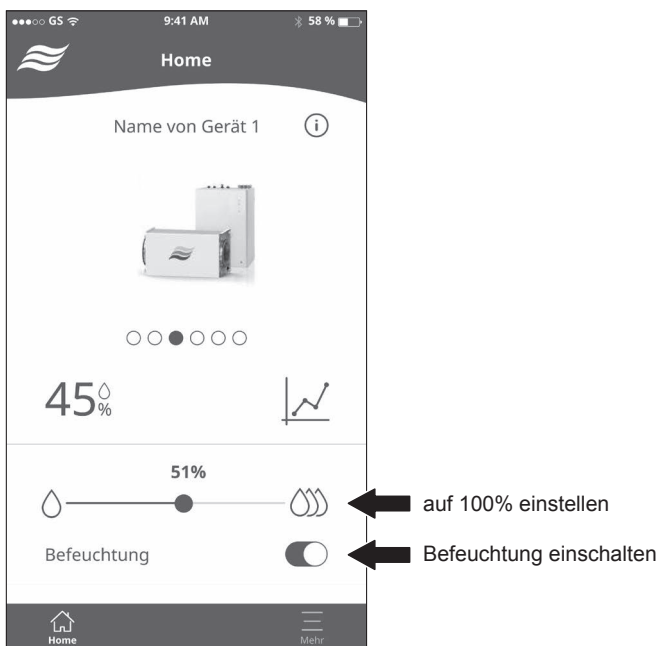 GS 9:41 AM 58 %
Home
Name von Gerät 1
45%
51%
auf 100% einstellen
Befeuchtung
Befeuchtung einschalten
Home
Mehr